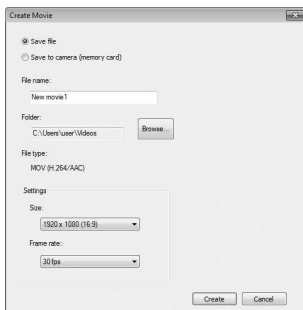 Create Movie
Save file
Save to camera (memory card)
File name:
New movie1
Folder:
C:\Users\user\Videos
Browse...
File type:
MOV (H.264/AAC)
Settings
Size:
1920 x 1080 (16:9)
Frame rate:
30 fps
Create Cancel